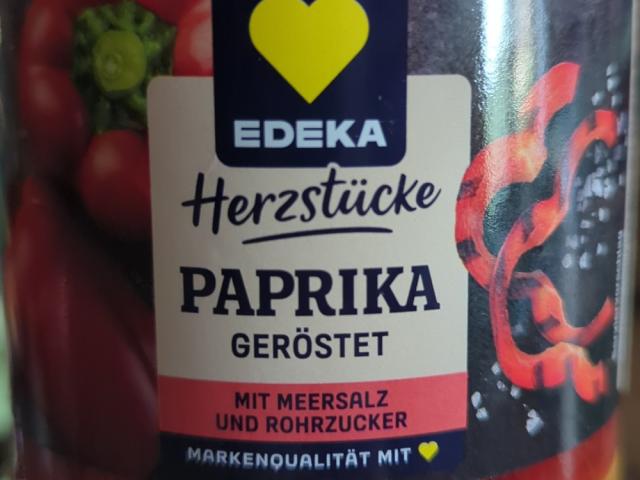 EDEKA
Herzstücke
PAPRIKA
GERÖSTET
MIT MEERSALZ
UND ROHRZUCKER
MARKENQUALITÄT MIT